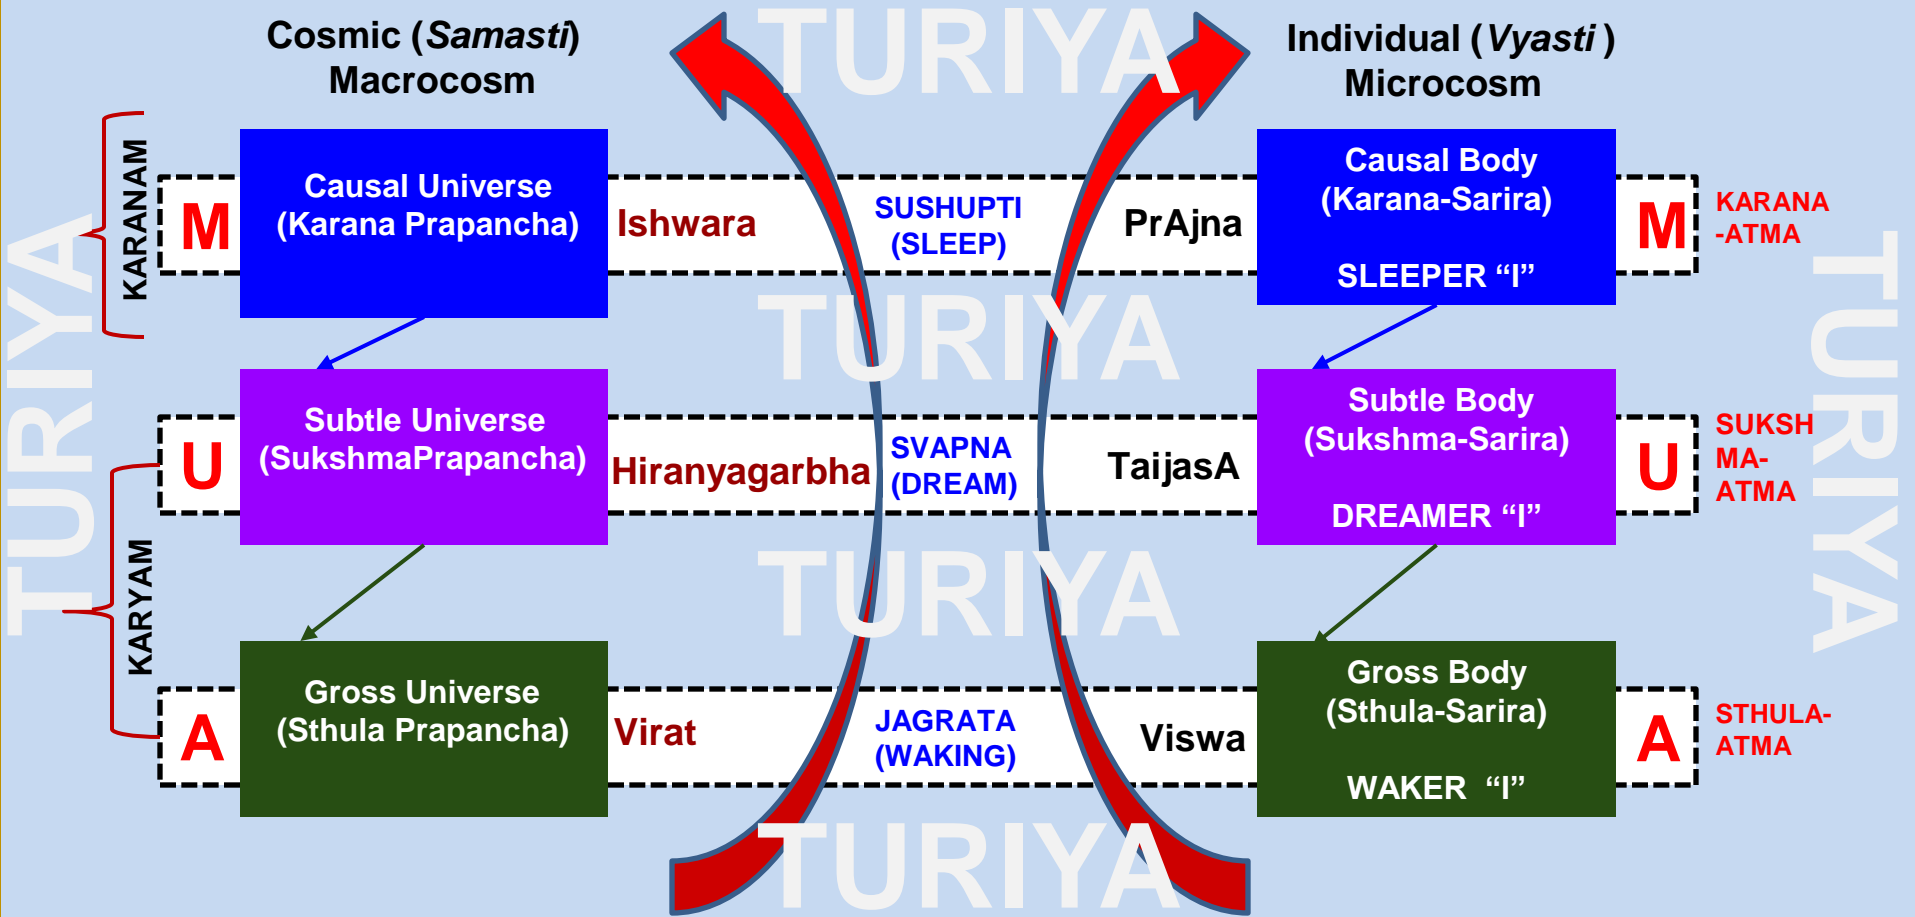 TURIYA
Cosmic (Samasti)
Macrocosm
Individual (Vyasti )
Microcosm
KARANAM
M
Causal Universe
(Karana Prapancha)
Ishwara
SUSHUPTI
(SLEEP)
PrAjna
Causal Body
(Karana-Sarira)
SLEEPER “I”
M
KARANA
-ATMA
TURIYA
TURIYA
TURIYA
KARYAM
U
Subtle Universe
(SukshmaPrapancha)
Hiranyagarbha
SVAPNA
(DREAM)
TaijasA
Subtle Body
(Sukshma-Sarira)
DREAMER “I”
U
SUKSH
MA-
ATMA
TURIYA
A
Gross Universe
(Sthula Prapancha)
Virat
JAGRATA
(WAKING)
Viswa
Gross Body
(Sthula-Sarira)
WAKER “I”
A
STHULA-
ATMA
TURIYA